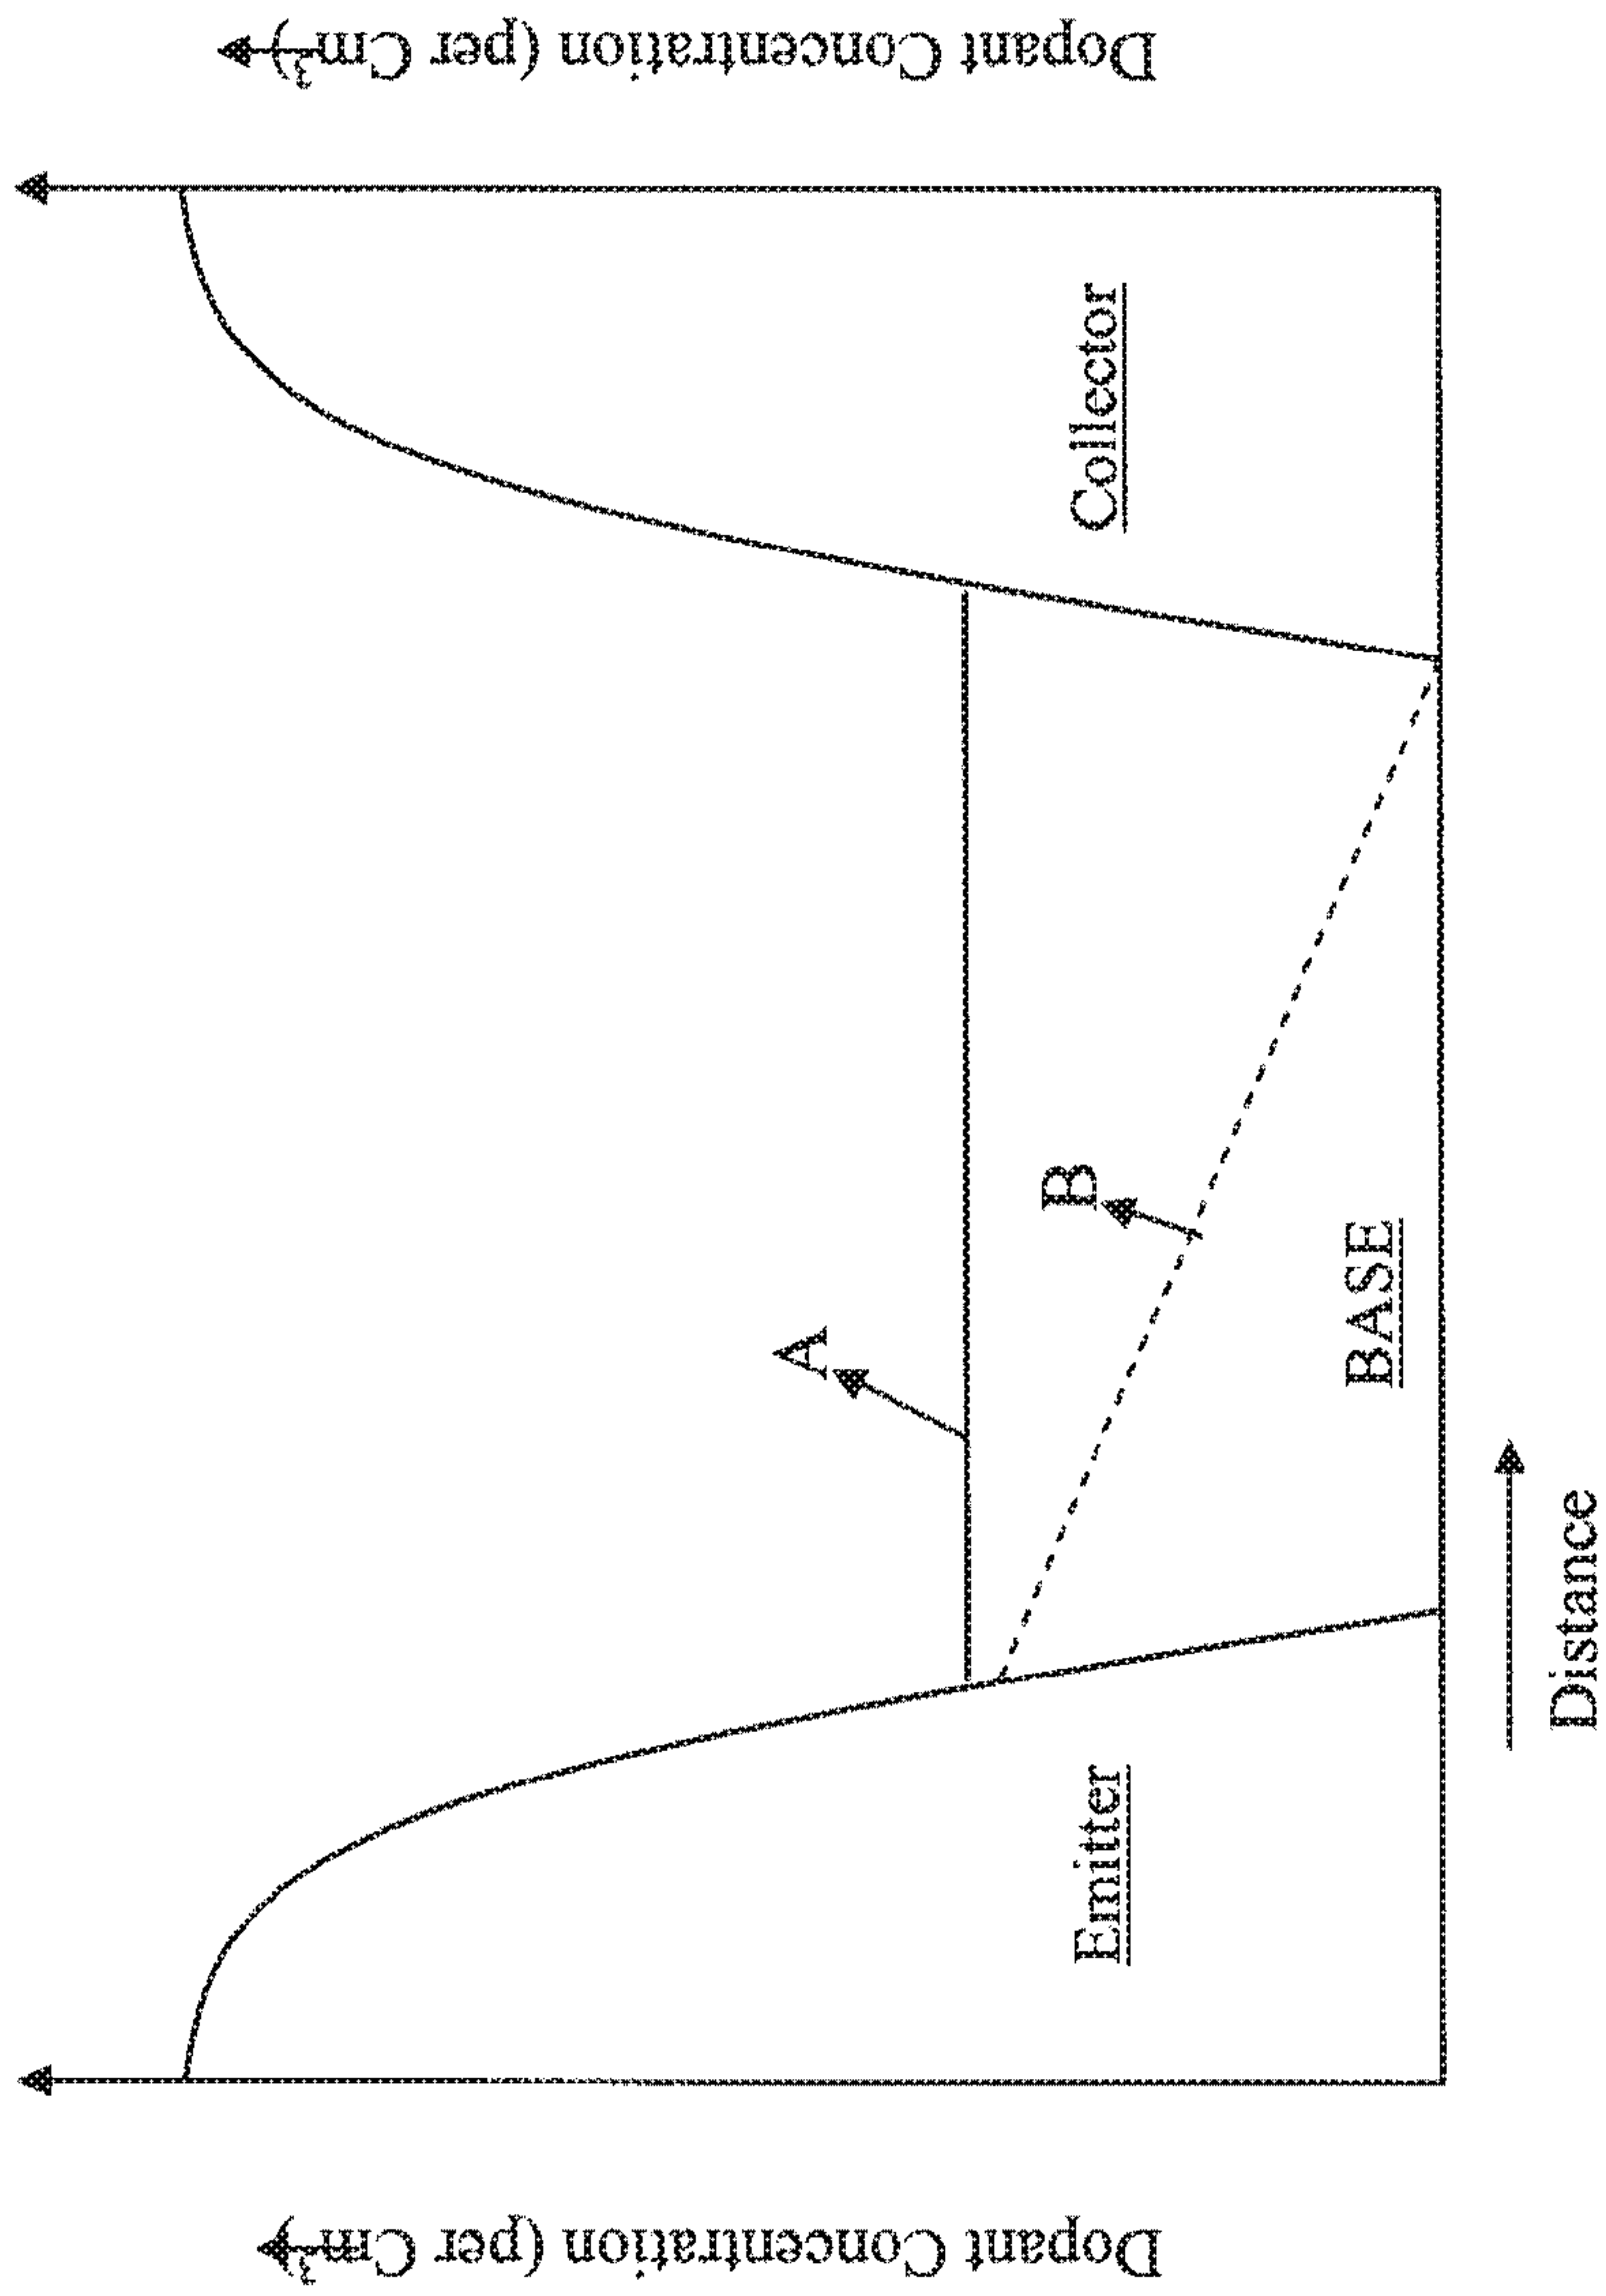 Dopant Concentration (per Cm³)
Dopant Concentration (per Cm³)
Emitter
Collector
A
B
BASE
Distance